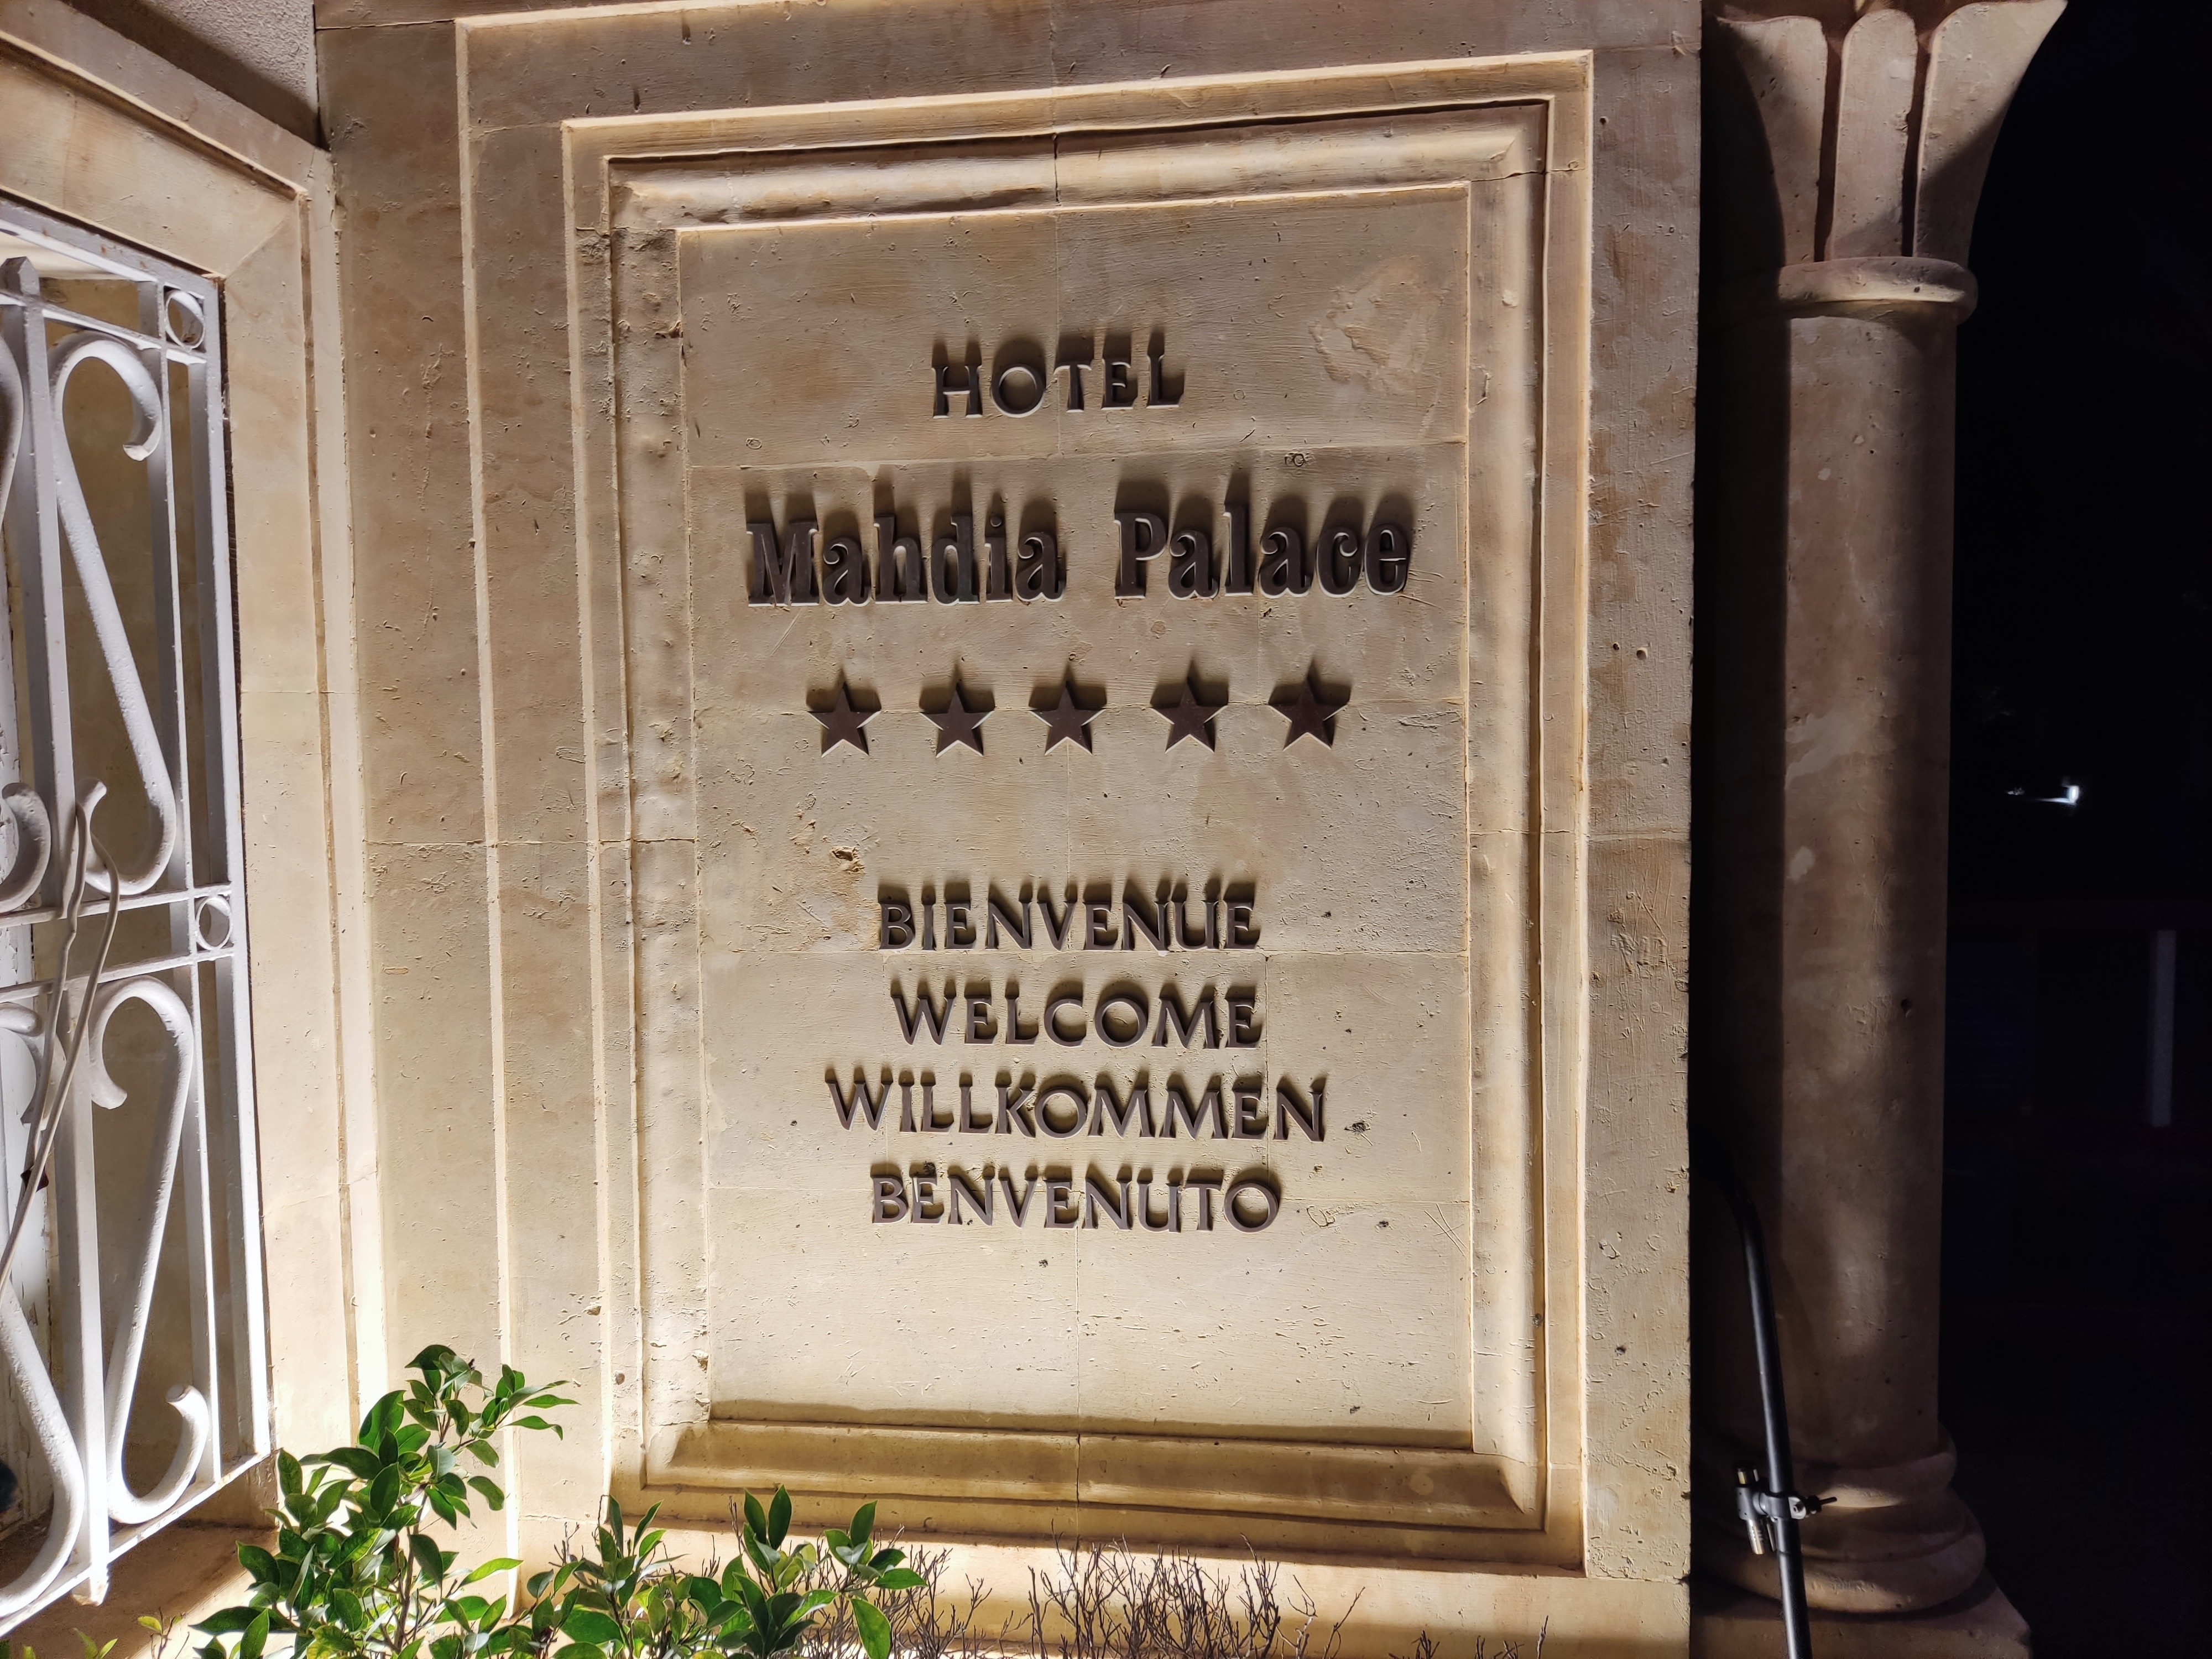 HOTEL
Mahdia Palace
★ ★ ★ ★ ★
BIENVENUE
WELCOME
WILLKOMMEN
BENVENUTO